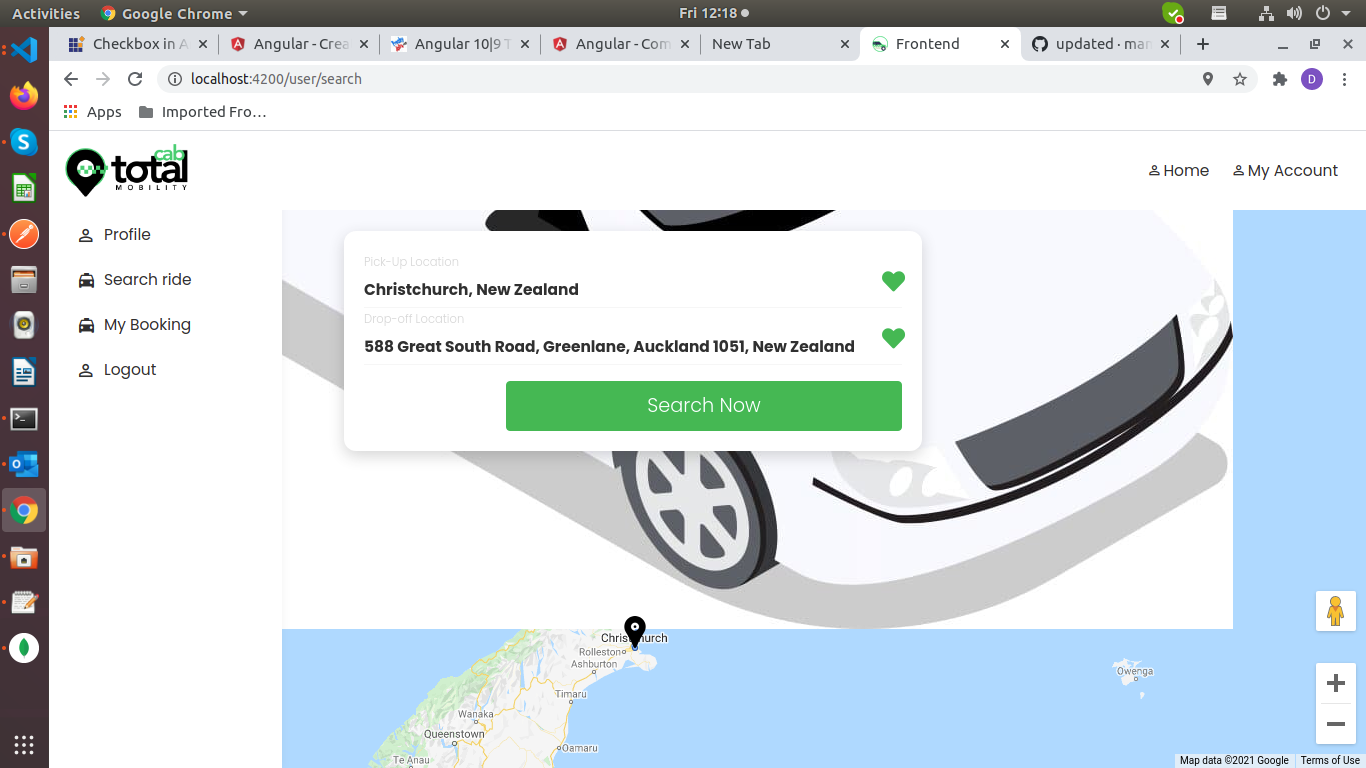 Activities
Google Chrome
Fri 12:18
Checkbox in A
Angular - Crea
Angular 10|9 T
Angular - Com
New Tab
Frontend
updated · man
localhost:4200/user/search
D
Apps
Imported Fro…
cab
total
MOBILITY
Home
My Account
Profile
Search ride
My Booking
Logout
Pick-Up Location
Christchurch, New Zealand
Drop-off Location
588 Great South Road, Greenlane, Auckland 1051, New Zealand
Search Now
Christchurch
Rolleston
Ashburton
Timaru
Wanaka
Queenstown
Oamaru
Te Anau
Owenga
Map data ©2021 Google
Terms of Use